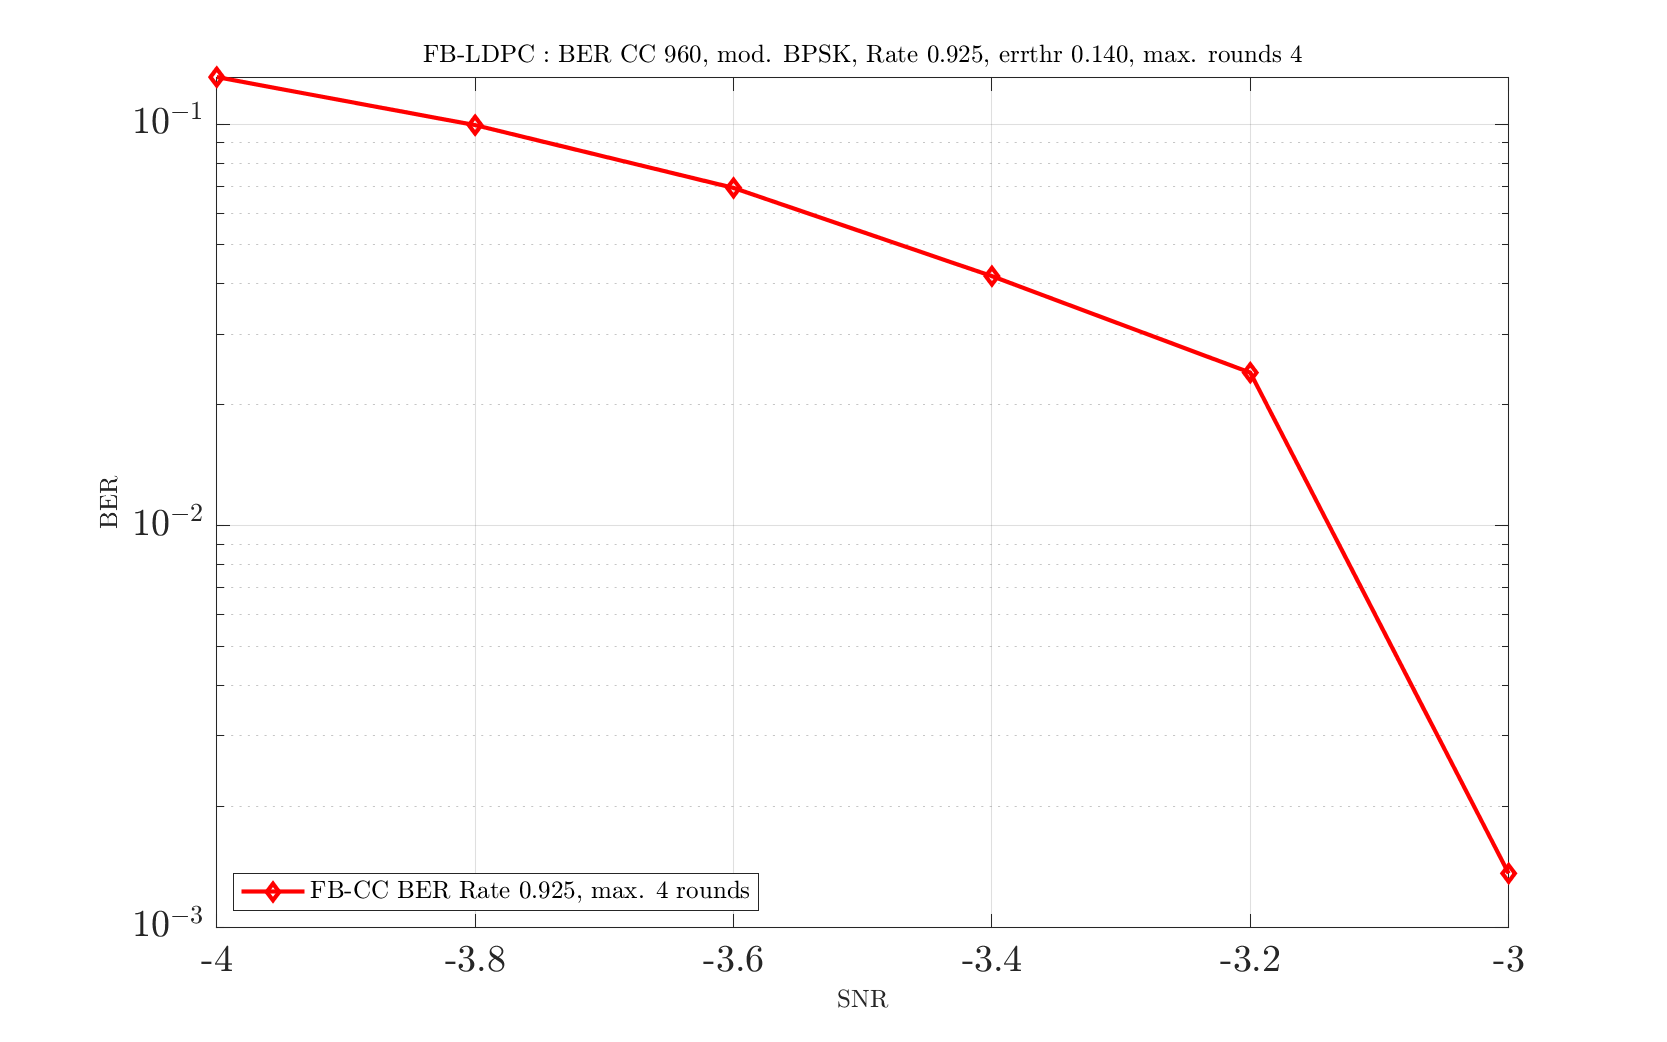 FB-LDPC : BER CC 960, mod. BPSK, Rate 0.925, errthr 0.140, max. rounds 4
10^{-1}
10^{-2}
10^{-3}
BER
FB-CC BER Rate 0.925, max. 4 rounds
-4 -3.8 -3.6 -3.4 -3.2 -3
SNR